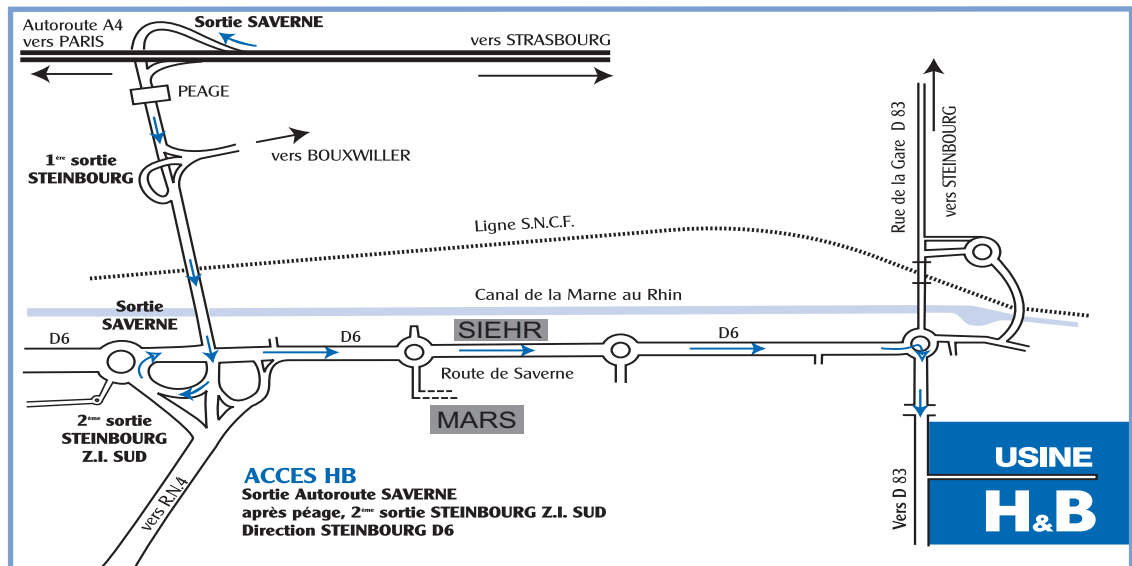 Autoroute A4
vers PARIS
Sortie SAVERNE
vers STRASBOURG
PEAGE
1ère sortie
STEINBOURG
vers BOUXWILLER
Rue de la Gare D 83
vers STEINBOURG
Ligne S.N.C.F.
Canal de la Marne au Rhin
Sortie
SAVERNE
D6
D6
SIEHR
D6
Route de Saverne
MARS
2ème sortie
STEINBOURG
Z.I. SUD
vers R.N.4
ACCES HB
Sortie Autoroute SAVERNE
après péage, 2ème sortie STEINBOURG Z.I. SUD
Direction STEINBOURG D6
Vers D 83
USINE
H&B